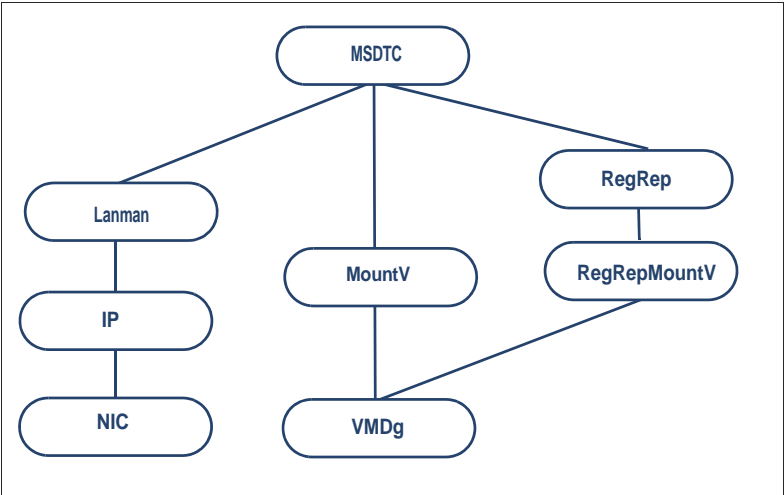 MSDTC
RegRep
Lanman
MountV
RegRepMountV
IP
NIC
VMDg